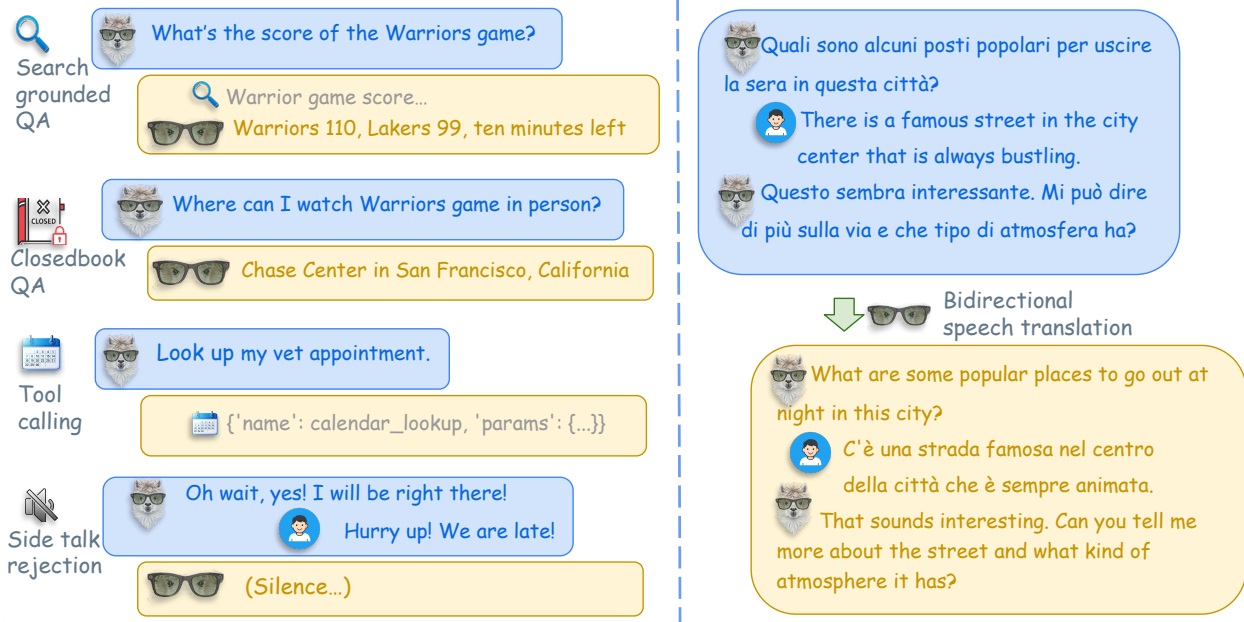 What's the score of the Warriors game?
Search
grounded
QA
Warrior game score...
Warriors 110, Lakers 99, ten minutes left
CLOSED
Closedbook
QA
Where can I watch Warriors game in person?
Chase Center in San Francisco, California
Tool
calling
Look up my vet appointment.
{'name': calendar_lookup, 'params': {...}}
Side talk
rejection
Oh wait, yes! I will be right there!
Hurry up! We are late!
(Silence...)
Quali sono alcuni posti popolari per uscire
la sera in questa città?
There is a famous street in the city
center that is always bustling.
Questo sembra interessante. Mi può dire
di più sulla via e che tipo di atmosfera ha?
Bidirectional
speech translation
What are some popular places to go out at
night in this city?
C'è una strada famosa nel centro
della città che è sempre animata.
That sounds interesting. Can you tell me
more about the street and what kind of
atmosphere it has?